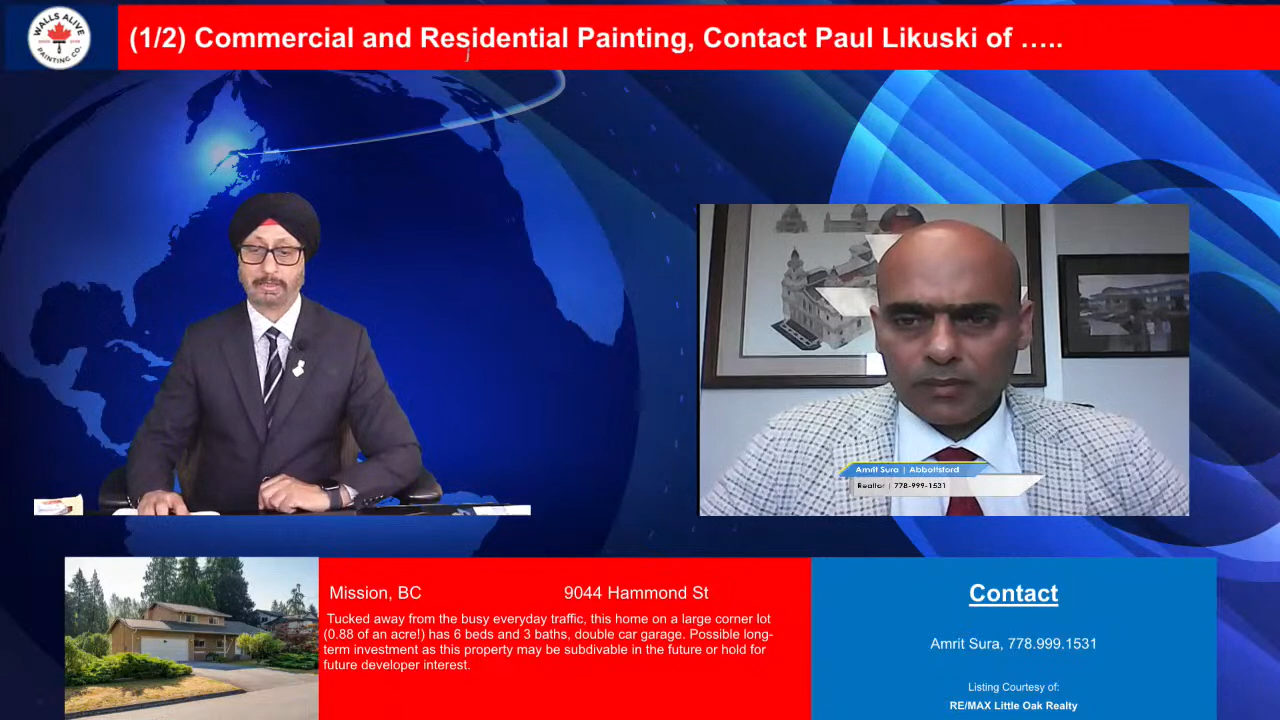 WALLS ALIVE
PAINTING CO.
(1/2) Commercial and Residential Painting, Contact Paul Likuski of …..
Amrit Sura | Abbottsford
Realtor | 778-999-1531
Mission, BC 9044 Hammond St
Tucked away from the busy everyday traffic, this home on a large corner lot
(0.88 of an acre!) has 6 beds and 3 baths, double car garage. Possible long-
term investment as this property may be subdivable in the future or hold for
future developer interest.
Contact
Amrit Sura, 778.999.1531
Listing Courtesy of:
RE/MAX Little Oak Realty